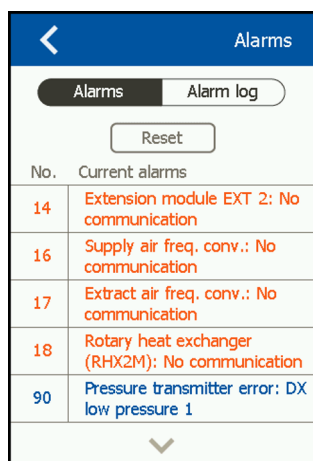 Alarms
Alarms Alarm log
Reset
No. Current alarms
14 Extension module EXT 2: No
communication
16 Supply air freq. conv.: No
communication
17 Extract air freq. conv.: No
communication
18 Rotary heat exchanger
(RHX2M): No communication
90 Pressure transmitter error: DX
low pressure 1